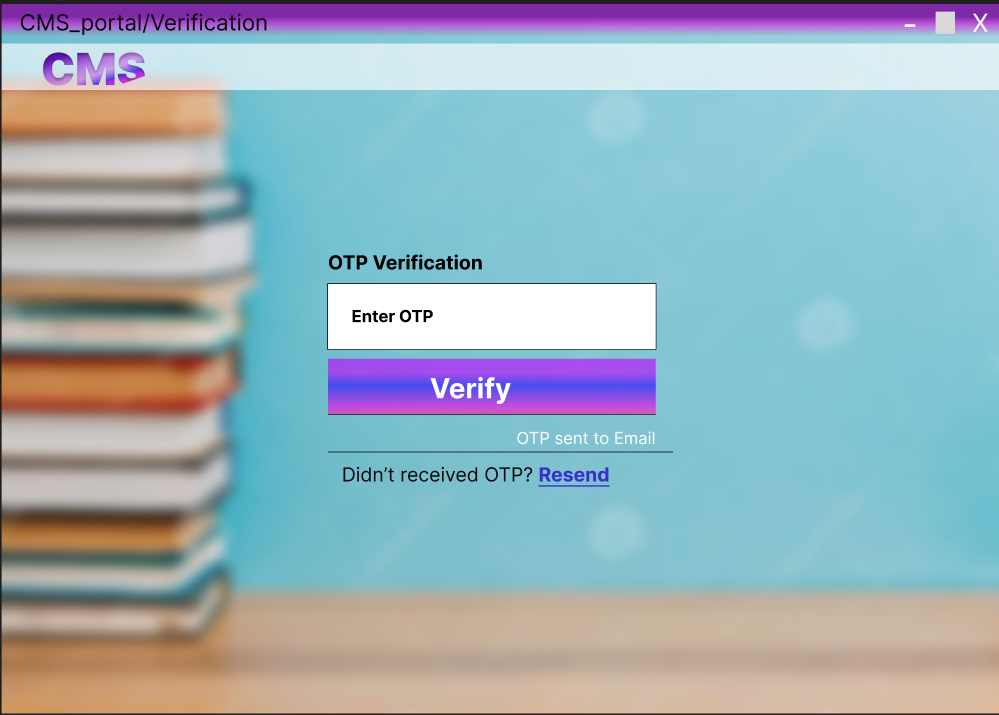 CMS_portal/Verification
X
CMS
OTP Verification
Enter OTP
Verify
OTP sent to Email
Didn’t received OTP? Resend